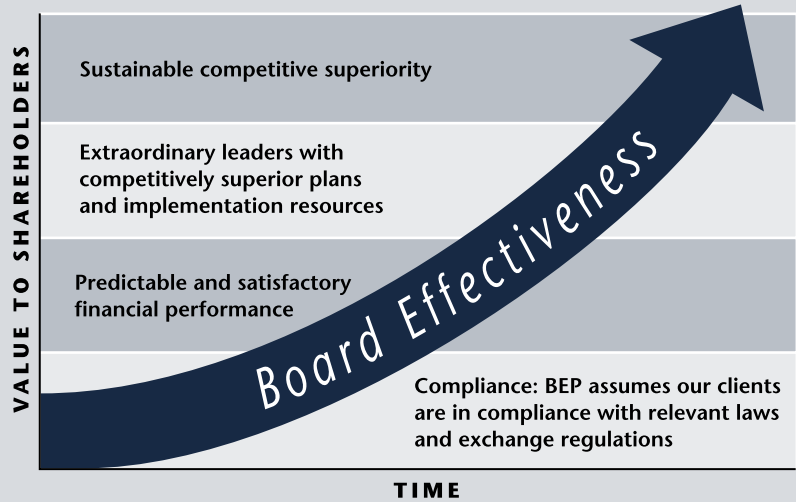 VALUE TO SHAREHOLDERS
Sustainable competitive superiority
Extraordinary leaders with
competitively superior plans
and implementation resources
Predictable and satisfactory
financial performance
Board Effectiveness
Compliance: BEP assumes our clients
are in compliance with relevant laws
and exchange regulations
TIME